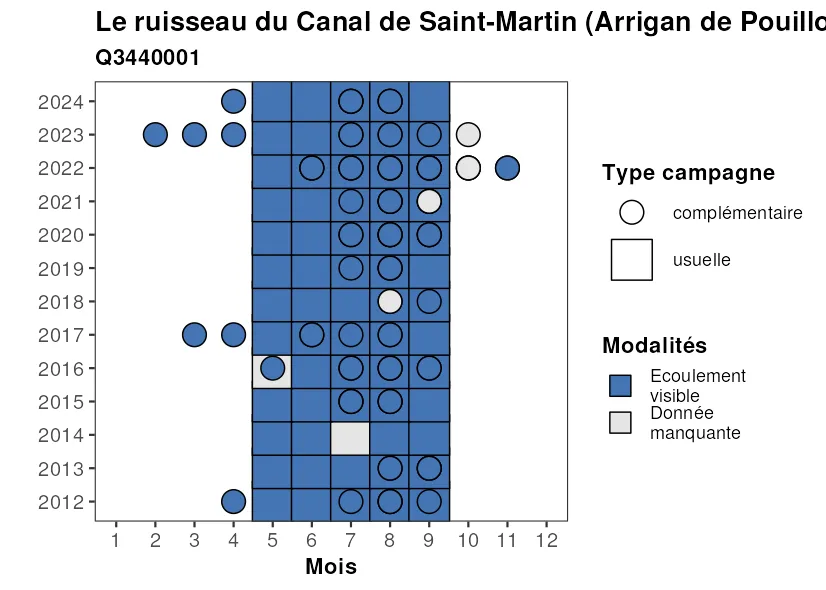 Le ruisseau du Canal de Saint-Martin (Arrigan de Pouillo
Q3440001
2024
2023
2022
2021
2020
2019
2018
2017
2016
2015
2014
2013
2012
1 2 3 4 5 6 7 8 9 10 11 12
Mois
Type campagne
complémentaire
usuelle
Modalités
Ecoulement
visible
Donnée
manquante